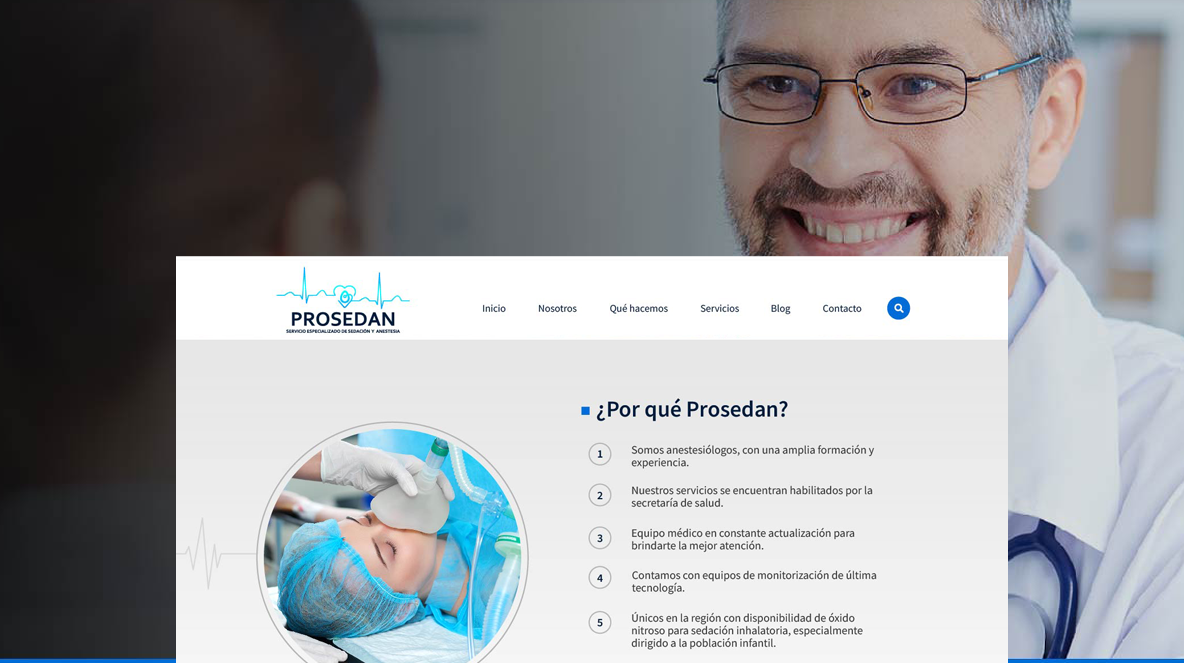 PROSEDAN
SERVICIO ESPECIALIZADO DE SEDACIÓN Y ANESTESIA
Inicio
Nosotros
Qué hacemos
Servicios
Blog
Contacto
¿Por qué Prosedan?
1
Somos anestesiólogos, con una amplia formación y
experiencia.
2
Nuestros servicios se encuentran habilitados por la
secretaría de salud.
3
Equipo médico en constante actualización para
brindarte la mejor atención.
4
Contamos con equipos de monitorización de última
tecnología.
5
Únicos en la región con disponibilidad de óxido
nitroso para sedación inhalatoria, especialmente
dirigido a la población infantil.